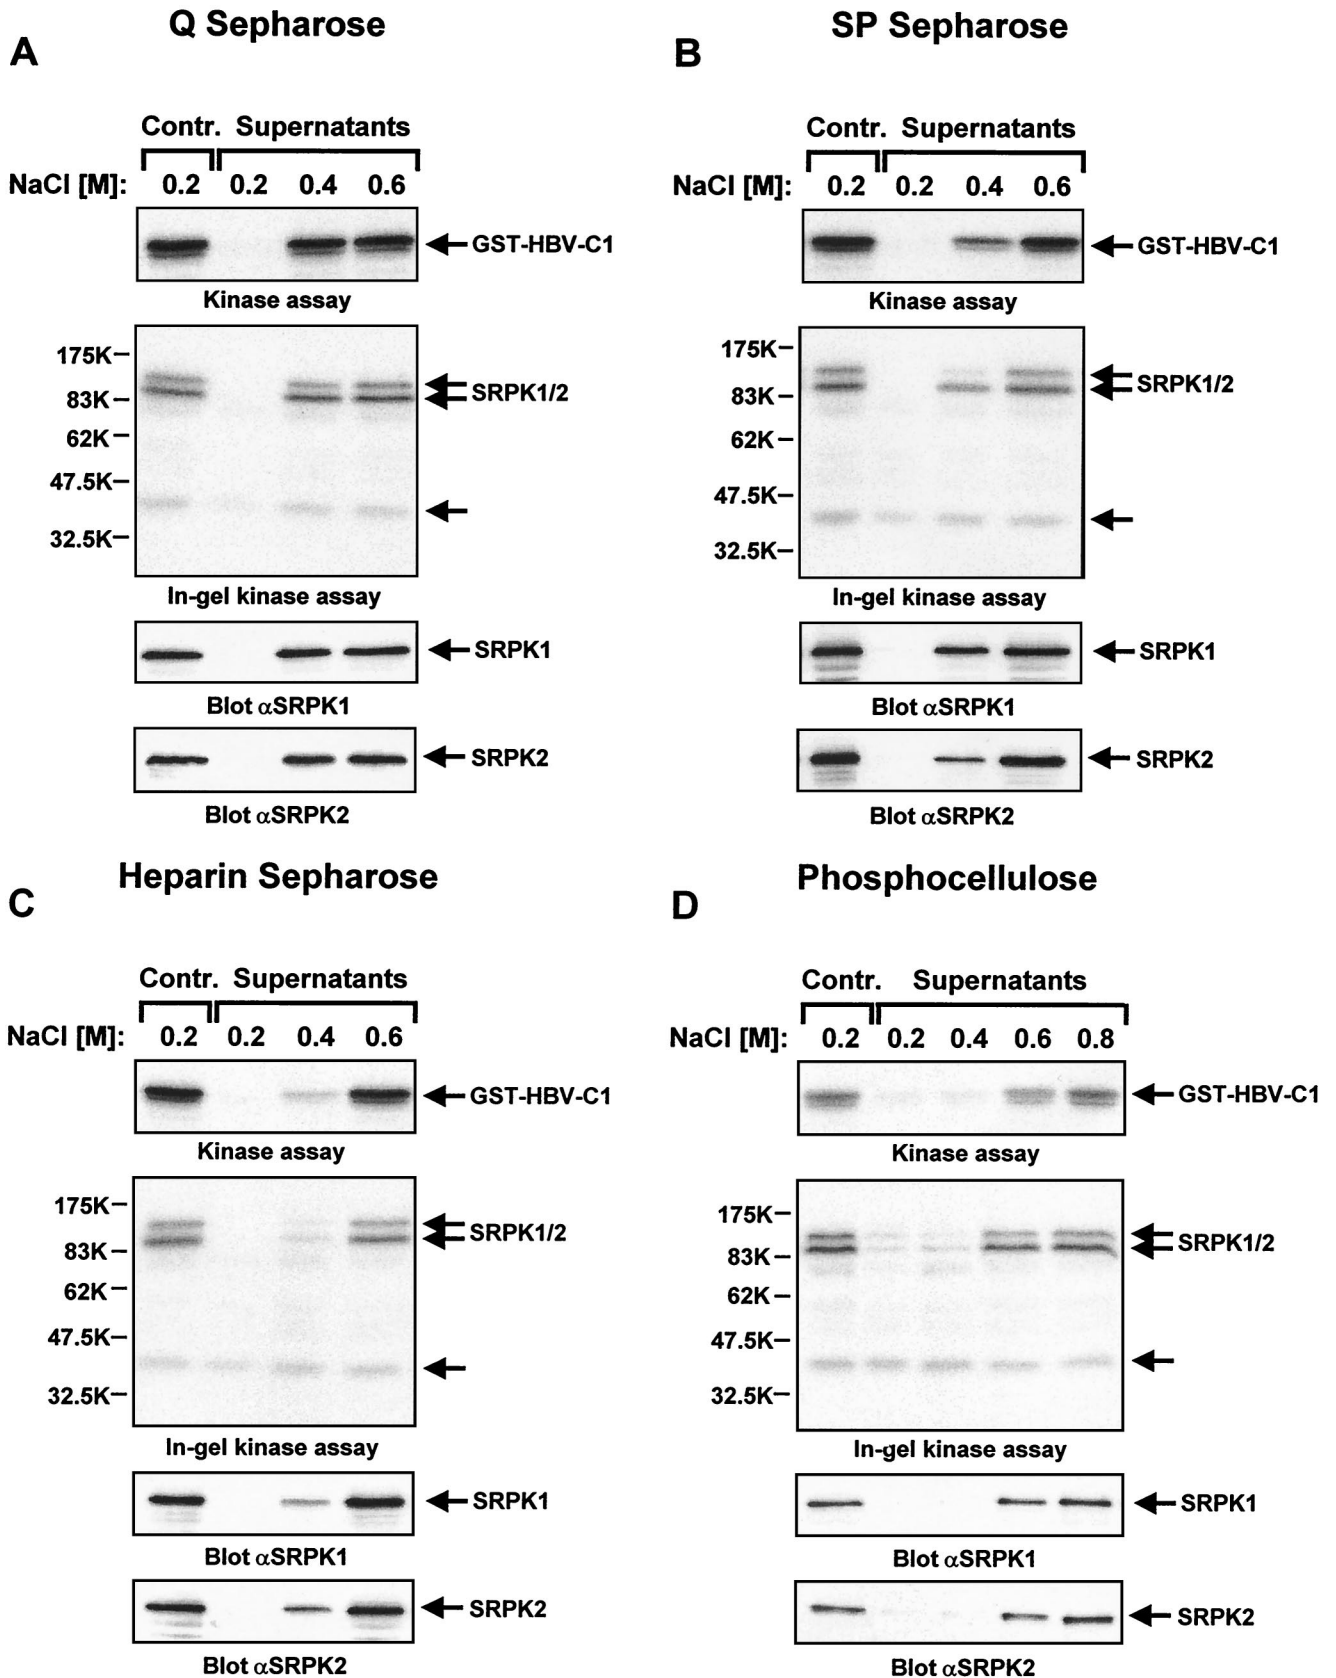 A
Q Sepharose
Contr. Supernatants
NaCl [M]: 0.2 0.2 0.4 0.6
GST-HBV-C1
Kinase assay
175K
83K
SRPK1/2
62K
47.5K
32.5K
In-gel kinase assay
SRPK1
Blot αSRPK1
SRPK2
Blot αSRPK2
B
SP Sepharose
Contr. Supernatants
NaCl [M]: 0.2 0.2 0.4 0.6
GST-HBV-C1
Kinase assay
175K
SRPK1/2
83K
62K
47.5K
32.5K
In-gel kinase assay
SRPK1
Blot αSRPK1
SRPK2
Blot αSRPK2
C
Heparin Sepharose
Contr. Supernatants
NaCl [M]: 0.2 0.2 0.4 0.6
GST-HBV-C1
Kinase assay
175K
SRPK1/2
83K
62K
47.5K
32.5K
In-gel kinase assay
SRPK1
Blot αSRPK1
SRPK2
Blot αSRPK2
D
Phosphocellulose
Contr. Supernatants
NaCl [M]: 0.2 0.2 0.4 0.6 0.8
GST-HBV-C1
Kinase assay
175K
SRPK1/2
83K
62K
47.5K
32.5K
In-gel kinase assay
SRPK1
Blot αSRPK1
SRPK2
Blot αSRPK2